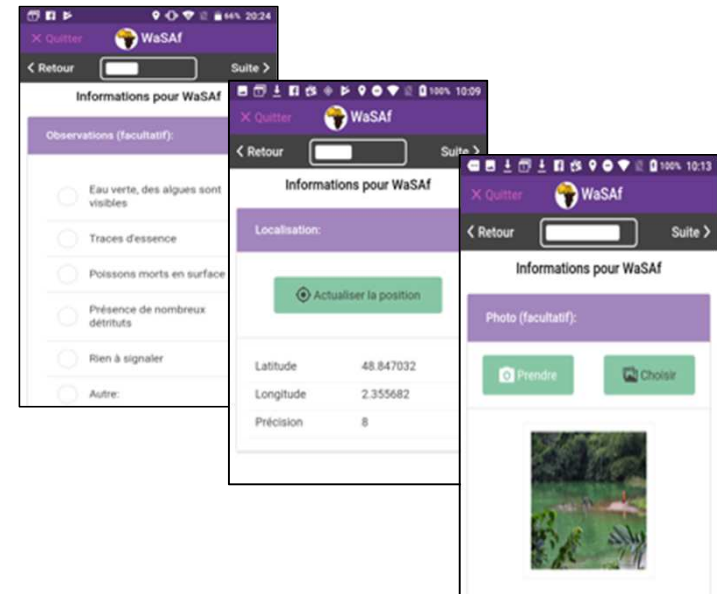 66% 20:24
× Quitter WaSAf
< Retour Suite >
Informations pour WaSAf
Observations (facultatif):
Eau verte, des algues sont
visibles
Traces d'essence
Poissons morts en surface
Présence de nombreux
détrituts
Rien à signaler
Autre:
100% 10:09
× Quitter WaSAf
< Retour Suite >
Informations pour WaSAf
Localisation:
Actualiser la position
Latitude 48.847032
Longitude 2.355682
Précision 8
100% 10:13
× Quitter WaSAf
< Retour Suite >
Informations pour WaSAf
Photo (facultatif):
Prendre Choisir